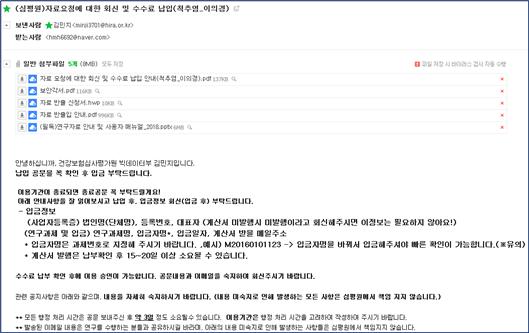 (심평원)자료요청에 대한 회신 및 수수료 납입(척추염_이의경)
보낸사람 김민지<minji3701@hira.or.kr>
받는사람 <hmh6692@naver.com>
일반 첨부파일 5개 (8MB) 모두 저장
파일 저장 시 바이러스 검사 자동 수행
자료 요청에 대한 회신 및 수수료 납입 안내(척추염_이의경).pdf 137KB
보안각서.pdf 116KB
자료 반출 신청서.hwp 10KB
자료 반출입 안내.pdf 996KB
(필독)연구자료 안내 및 사용자 매뉴얼_2018.pptx 6MB
안녕하십니까, 건강보험심사평가원 빅데이터부 김민지입니다.
납입 공문을 꼭 확인 후 입금 부탁드립니다.
이용기간이 종료되면 종료공문 꼭 부탁드릴게요!
아래 안내사항을 잘 읽어보시고 납입 후, 입금정보 회신(입금 후) 부탁드립니다.
- 입금정보
(사업자등록증) 법인명(단체명), 등록번호, 대표자 (계산서 미발행시 미발행이라고 회신해주시면 이정보는 필요하지 않아요!)
(연구과제 및 입금) 연구과제명, 입금자명*, 입금일자, 계산서 발행 메일주소
* 입금자명은 과제번호로 지정해 주시기 바랍니다. .예시) M20160101123 -> 입금자명을 바꿔서 입금해주셔야 빠른 확인이 가능합니다.(※유의)
* 계산서 발행은 납부확인 후 15~20일 이상 소요될 수 있습니다.
수수료 납부 확인 후에 이용 승인이 가능합니다. 공문내용과 이메일을 숙지하여 회신주시기 바랍니다.
관련 공지사항은 아래와 같으며, 내용을 자세히 숙지하시기 바랍니다. (내용 미숙지로 인해 발생하는 모든 사항은 심평원에서 책임 지지 않습니다.)
** 모든 행정 처리 시간은 공문 보내주신 후 약 3일 정도 소요될수 있습니다. 이용기간은 행정 처리 시간을 고려하여 작성하여 주시기 바랍니다.
** 발송된 이메일 내용은 연구를 수행하는 분들과 공유하시길 바라며, 아래의 내용 미숙지로 인해 발생하는 사항들은 심평원에서 책임지지 않습니다.